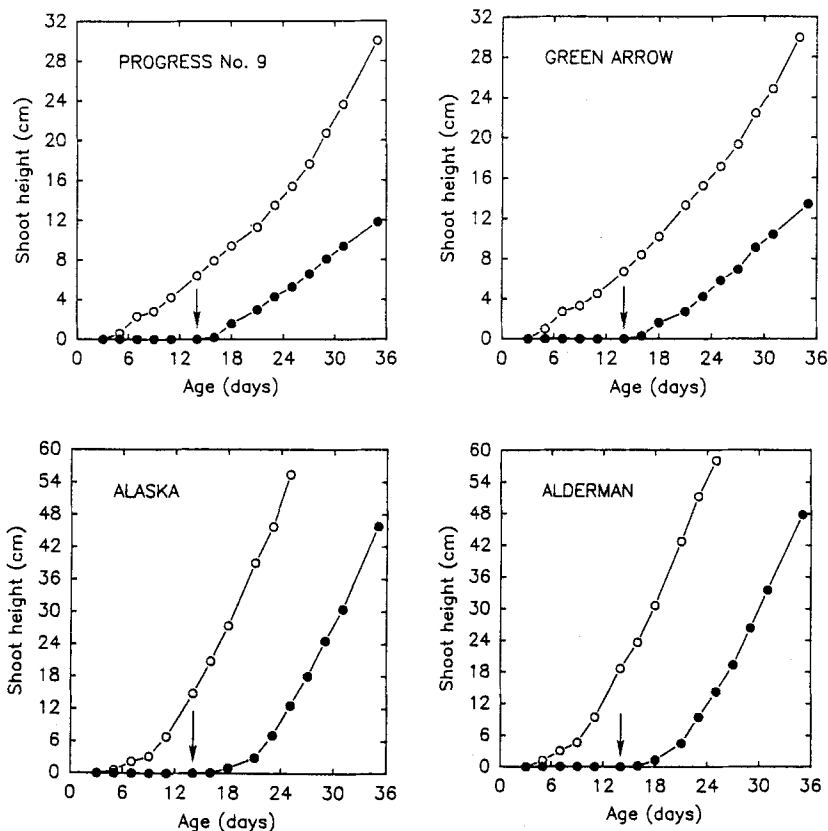 PROGRESS No. 9
Shoot height (cm)
32
28
24
20
16
12
8
4
0
0 6 12 18 24 30 36
Age (days)
GREEN ARROW
Shoot height (cm)
32
28
24
20
16
12
8
4
0
0 6 12 18 24 30 36
Age (days)
ALASKA
Shoot height (cm)
60
54
48
42
36
30
24
18
12
6
0
0 6 12 18 24 30 36
Age (days)
ALDERMAN
Shoot height (cm)
60
54
48
42
36
30
24
18
12
6
0
0 6 12 18 24 30 36
Age (days)